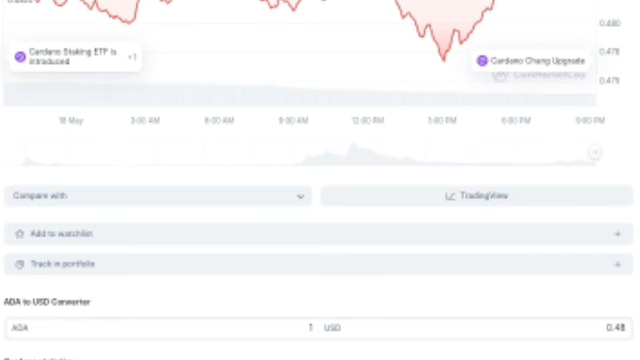 0.480
0.478
Cardano Staking ETF is
introduced
+1
Cardano Chang Upgrade
CoinMarketCap
0.475
18 May 3:00 AM 6:00 AM 9:00 AM 12:00 PM 3:00 PM 6:00 PM 9:00 PM
Compare with
TradingView
Add to watchlist +
Track in portfolio +
ADA to USD Converter
ADA 1 USD 0.48